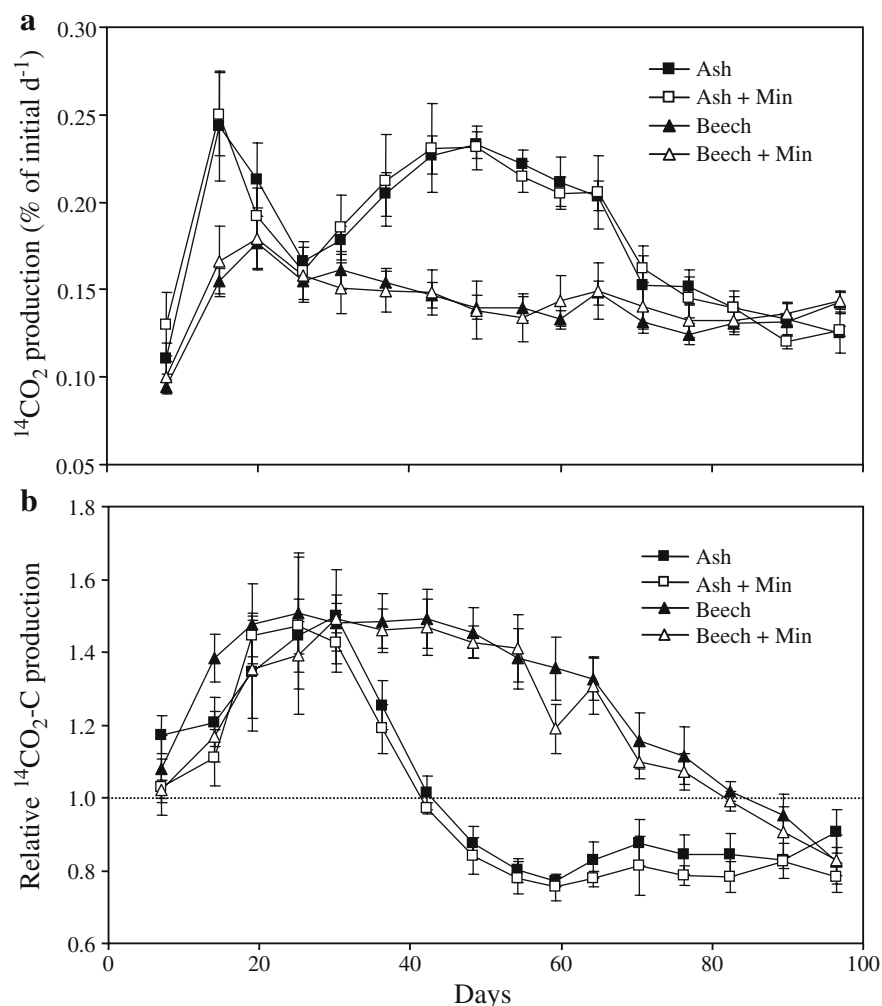 a
0.30
0.25
0.20
0.15
0.10
0.05
¹⁴CO₂ production (% of initial d⁻¹)
Ash
Ash + Min
Beech
Beech + Min
b
1.8
1.6
1.4
1.2
1.0
0.8
0.6
Relative ¹⁴CO₂-C production
Ash
Ash + Min
Beech
Beech + Min
0 20 40 60 80 100
Days